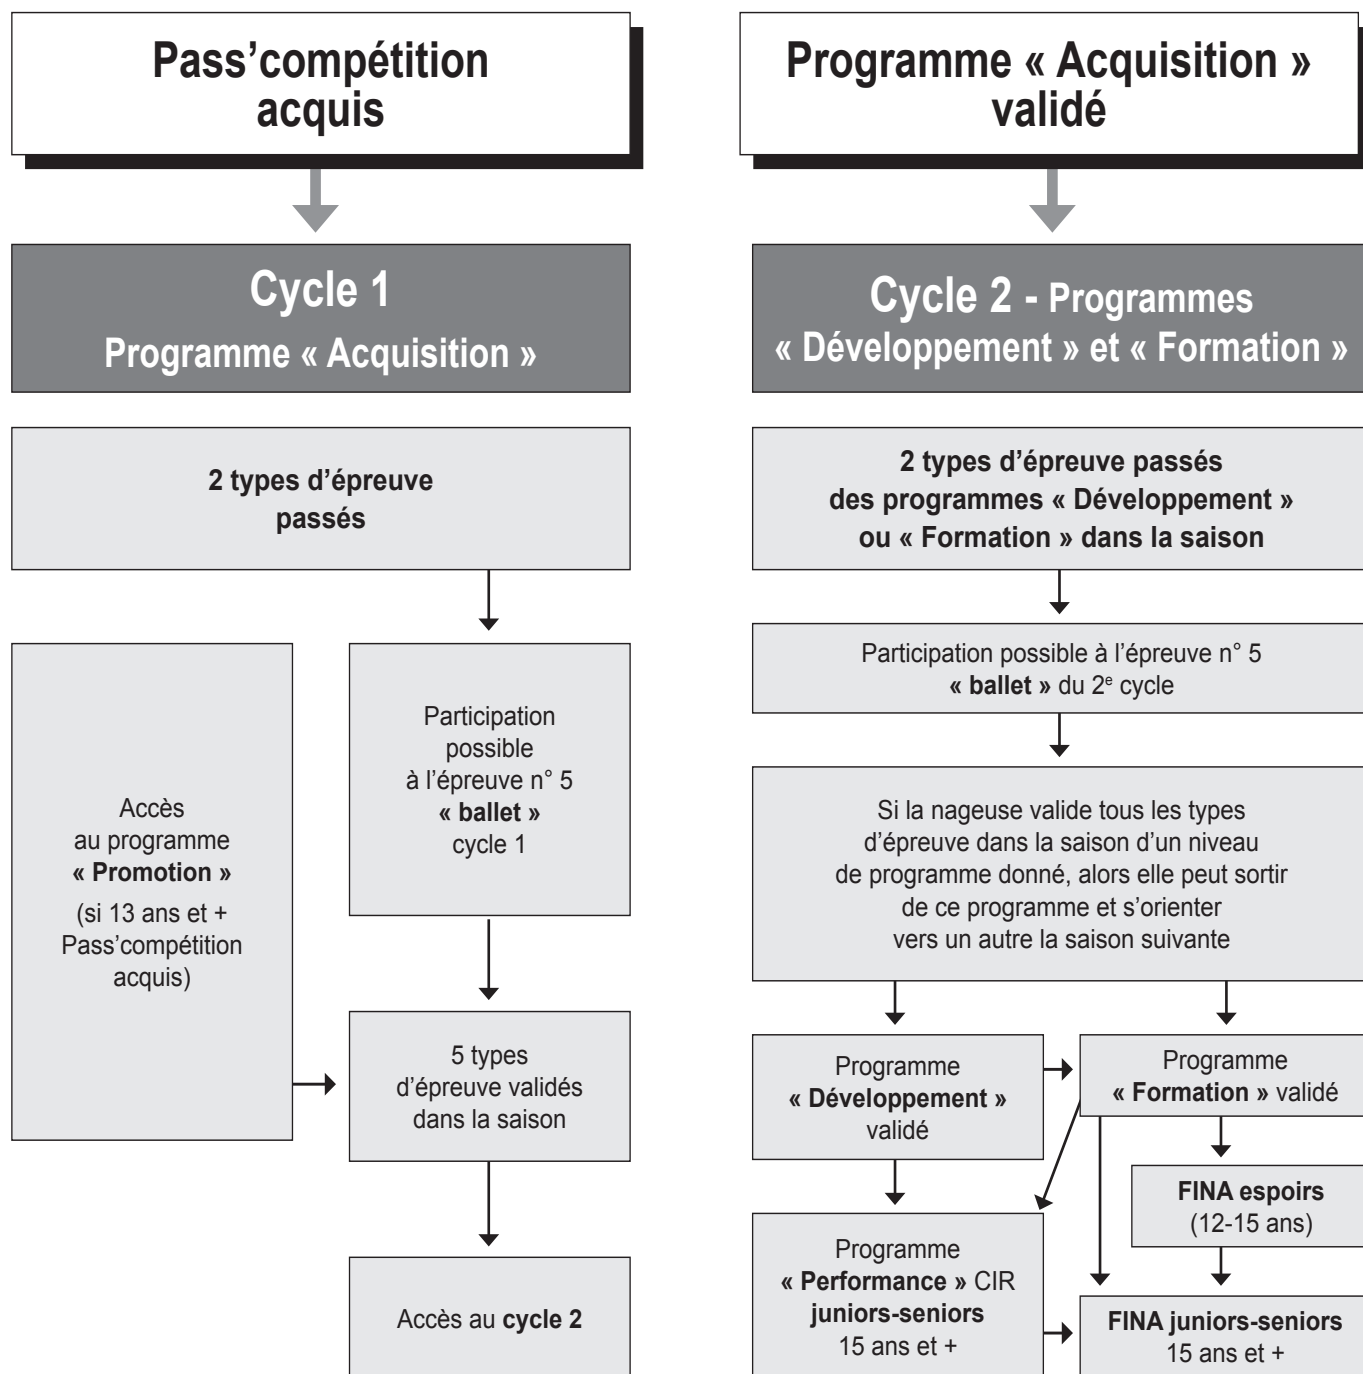 Pass’compétition
acquis
Cycle 1
Programme « Acquisition »
2 types d’épreuve
passés
Accès
au programme
« Promotion »
(si 13 ans et +
Pass’compétition
acquis)
Participation
possible
à l’épreuve n° 5
« ballet »
cycle 1
5 types
d’épreuve validés
dans la saison
Accès au cycle 2
Programme « Acquisition »
validé
Cycle 2 - Programmes
« Développement » et « Formation »
2 types d’épreuve passés
des programmes « Développement »
ou « Formation » dans la saison
Participation possible à l’épreuve n° 5
« ballet » du 2e cycle
Si la nageuse valide tous les types
d’épreuve dans la saison d’un niveau
de programme donné, alors elle peut sortir
de ce programme et s’orienter
vers un autre la saison suivante
Programme
« Développement »
validé
Programme
« Formation » validé
FINA espoirs
(12-15 ans)
Programme
« Performance » CIR
juniors-seniors
15 ans et +
FINA juniors-seniors
15 ans et +